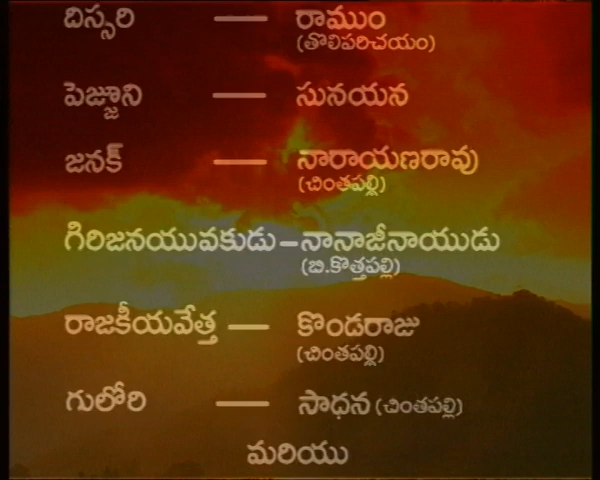 దిస్సరి — రాముం
(తొలిపరిచయం)
పెజ్జూని — సునయన
జనక్ — నారాయణరావు
(చింతపల్లి)
గిరిజనయువకుడు – నానాజీనాయుడు
(బి.కొత్తపల్లి)
రాజకీయవేత్త — కొండరాజు
(చింతపల్లి)
గులోరి — సాధన (చింతపల్లి)
మరియు